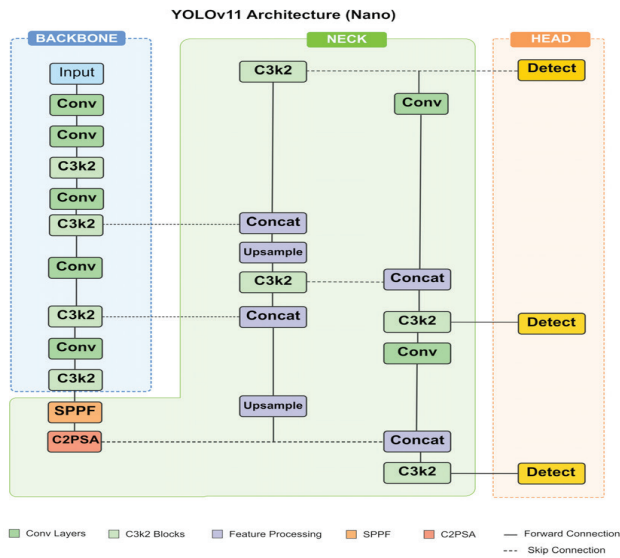 YOLOv11 Architecture (Nano)
BACKBONE
Input
Conv
Conv
C3k2
Conv
C3k2
Conv
C3k2
Conv
C3k2
SPPF
C2PSA
NECK
C3k2
Concat
Upsample
C3k2
Concat
Upsample
Conv
Concat
C3k2
Conv
Concat
C3k2
HEAD
Detect
Detect
Detect
Conv Layers
C3k2 Blocks
Feature Processing
SPPF
C2PSA
Forward Connection
Skip Connection